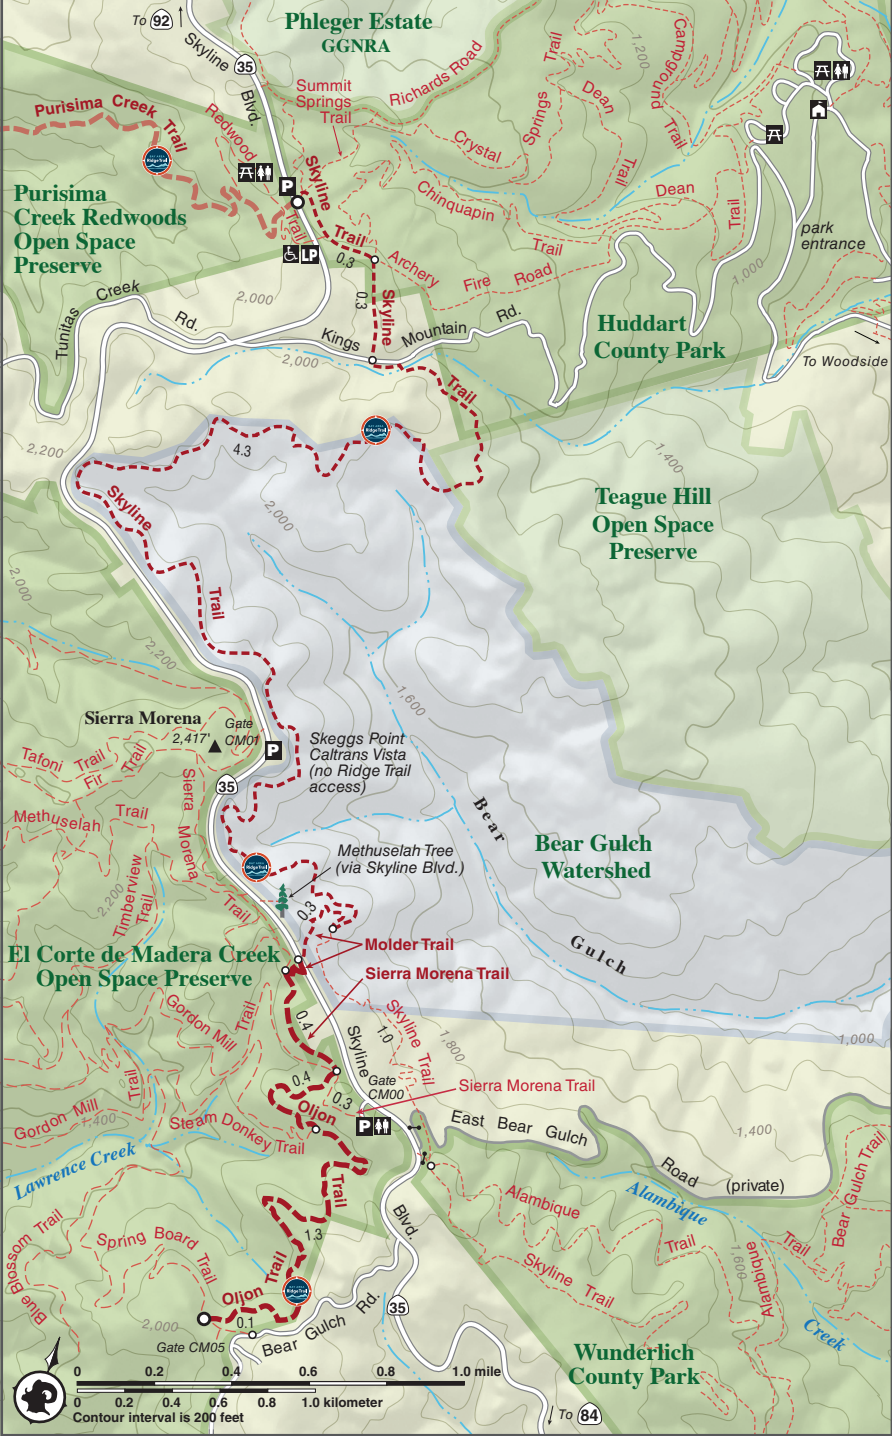 To 92
Phleger Estate
GGNRA
Skyline
35
Blvd.
Summit
Springs
Trail
Richards Road
Trail
Springs
Crystal
Dean
Trail
Campground
Trail
1,200
Purisima Creek
Trail
Redwood
Trail
Skyline
Trail
P
LP
0.3
Chinquapin
Trail
Dean
Trail
Archery
Fire Road
park
entrance
1,000
Purisima
Creek Redwoods
Open Space
Preserve
0.3
Skyline
Trail
2,000
Tunitas
Creek
Rd.
Kings
Mountain
Rd.
Huddart
County Park
To Woodside
2,000
2,200
4.3
1,400
Skyline
Trail
2,000
Teague Hill
Open Space
Preserve
2,000
2,200
1,600
Sierra Morena
2,417'
Gate
CM01
P
Skeggs Point
Caltrans Vista
(no Ridge Trail
access)
Tafoni Trail
Fir Trail
35
Sierra
Morena
Trail
Methuselah Trail
Bear
Gulch
Bear Gulch
Watershed
Methuselah Tree
(via Skyline Blvd.)
2,200
Timberview
Trail
0.3
Molder Trail
Sierra Morena Trail
El Corte de Madera Creek
Open Space Preserve
Gordon Mill
Trail
0.4
Skyline
1.0
Skyline Trail
1,800
1,000
0.4
0.3
Gate
CM00
Sierra Morena Trail
Oljon
Trail
P
Gordon Mill
Trail
1,400
Steam Donkey Trail
East Bear Gulch
Road
(private)
1,400
Lawrence Creek
Alambique
Creek
Alambique
Trail
Bear Gulch Trail
Trail
Alambique
1,600
Blvd.
Skyline Trail
Blue Blossom Trail
Spring Board
Trail
1.3
Oljon Trail
0.1
2,000
Gate CM05
Bear Gulch Rd.
35
Wunderlich
County Park
To 84
0 0.2 0.4 0.6 0.8 1.0 mile
0 0.2 0.4 0.6 0.8 1.0 kilometer
Contour interval is 200 feet